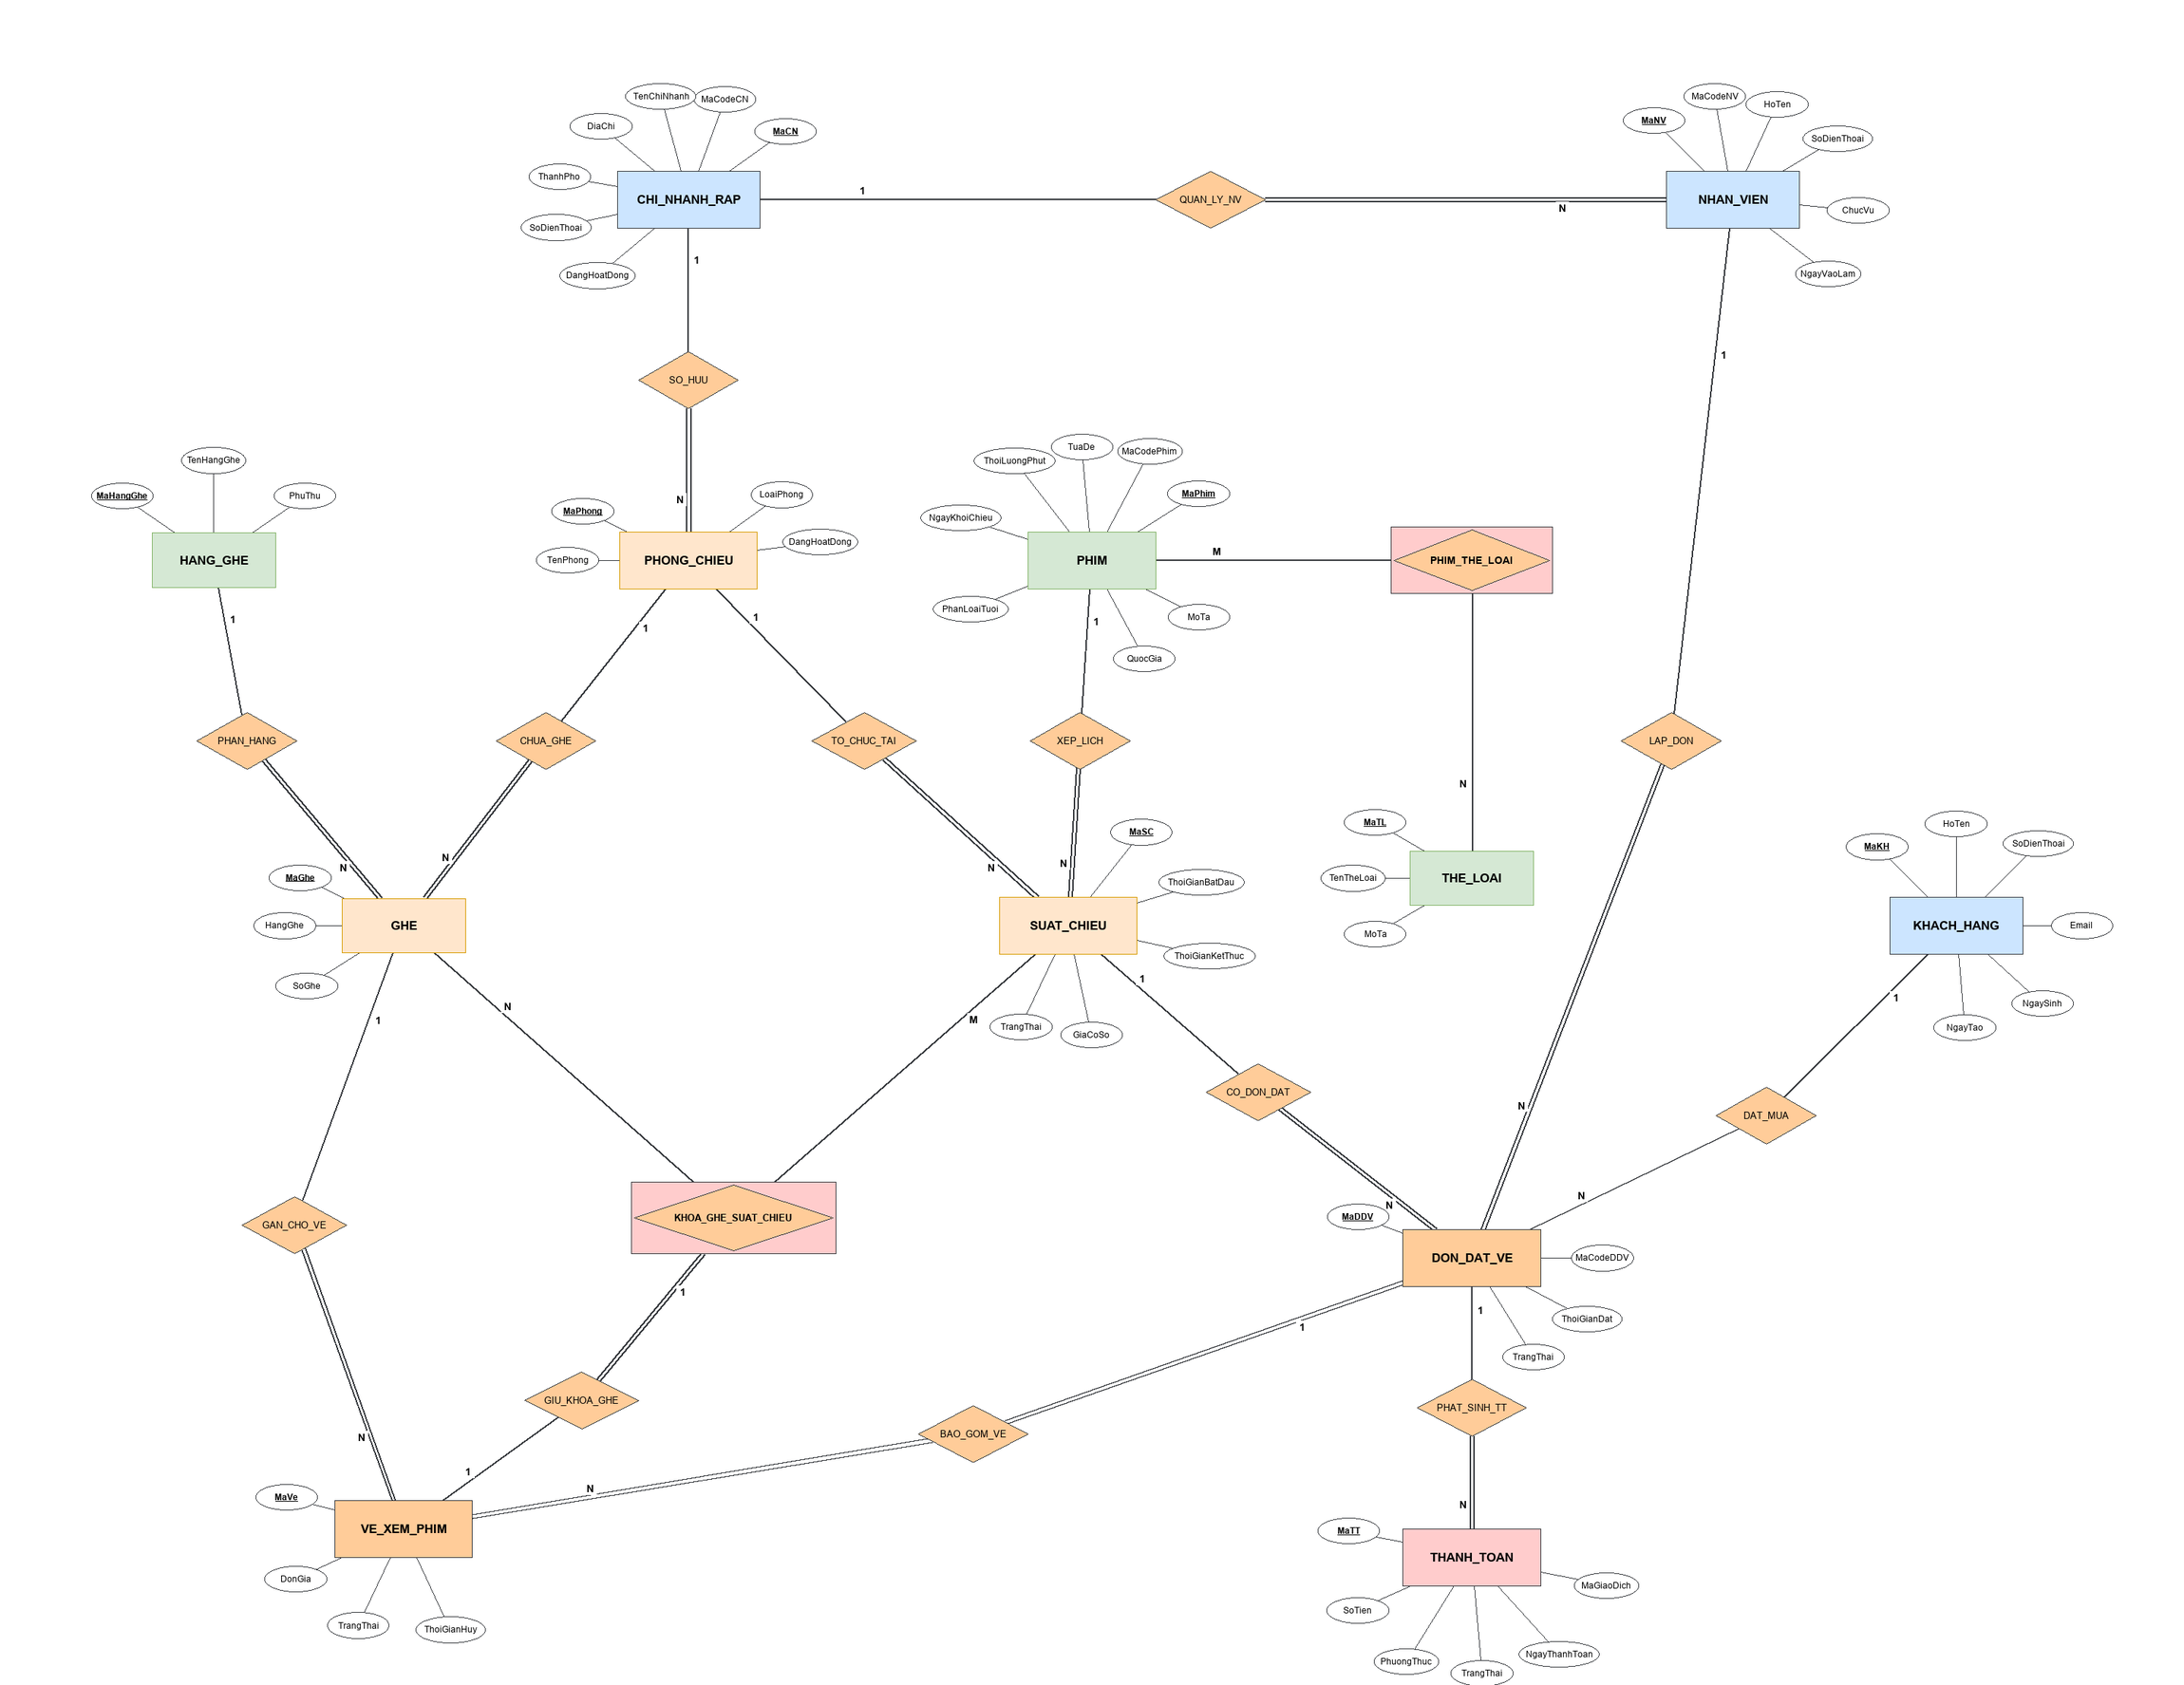 TenChiNhanh
MaCodeCN
DiaChi
MaCN
ThanhPho
CHI_NHANH_RAP
SoDienThoai
DangHoatDong
1
QUAN_LY_NV
N
MaCodeNV
HoTen
MaNV
SoDienThoai
NHAN_VIEN
ChucVu
NgayVaoLam
1
SO_HUU
N
1
TenHangGhe
MaHangGhe
PhuThu
HANG_GHE
1
MaPhong
LoaiPhong
TenPhong
PHONG_CHIEU
DangHoatDong
1
1
TuaDe
ThoiLuongPhut
MaCodePhim
MaPhim
NgayKhoiChieu
PHIM
PhanLoaiTuoi
MoTa
QuocGia
1
M
PHIM_THE_LOAI
N
PHAN_HANG
CHUA_GHE
TO_CHUC_TAI
XEP_LICH
LAP_DON
N
N
N
N
MaTL
TenTheLoai
THE_LOAI
MoTa
HoTen
MaKH
SoDienThoai
KHACH_HANG
Email
NgaySinh
NgayTao
1
MaGhe
HangGhe
GHE
SoGhe
1
N
MaSC
ThoiGianBatDau
SUAT_CHIEU
ThoiGianKetThuc
TrangThai
GiaCoSo
M
1
CO_DON_DAT
N
N
DAT_MUA
N
GAN_CHO_VE
KHOA_GHE_SUAT_CHIEU
1
MaDDV
DON_DAT_VE
MaCodeDDV
ThoiGianDat
TrangThai
1
1
GIU_KHOA_GHE
BAO_GOM_VE
PHAT_SINH_TT
N
1
N
N
MaVe
VE_XEM_PHIM
DonGia
TrangThai
ThoiGianHuy
MaTT
THANH_TOAN
MaGiaoDich
SoTien
PhuongThuc
TrangThai
NgayThanhToan